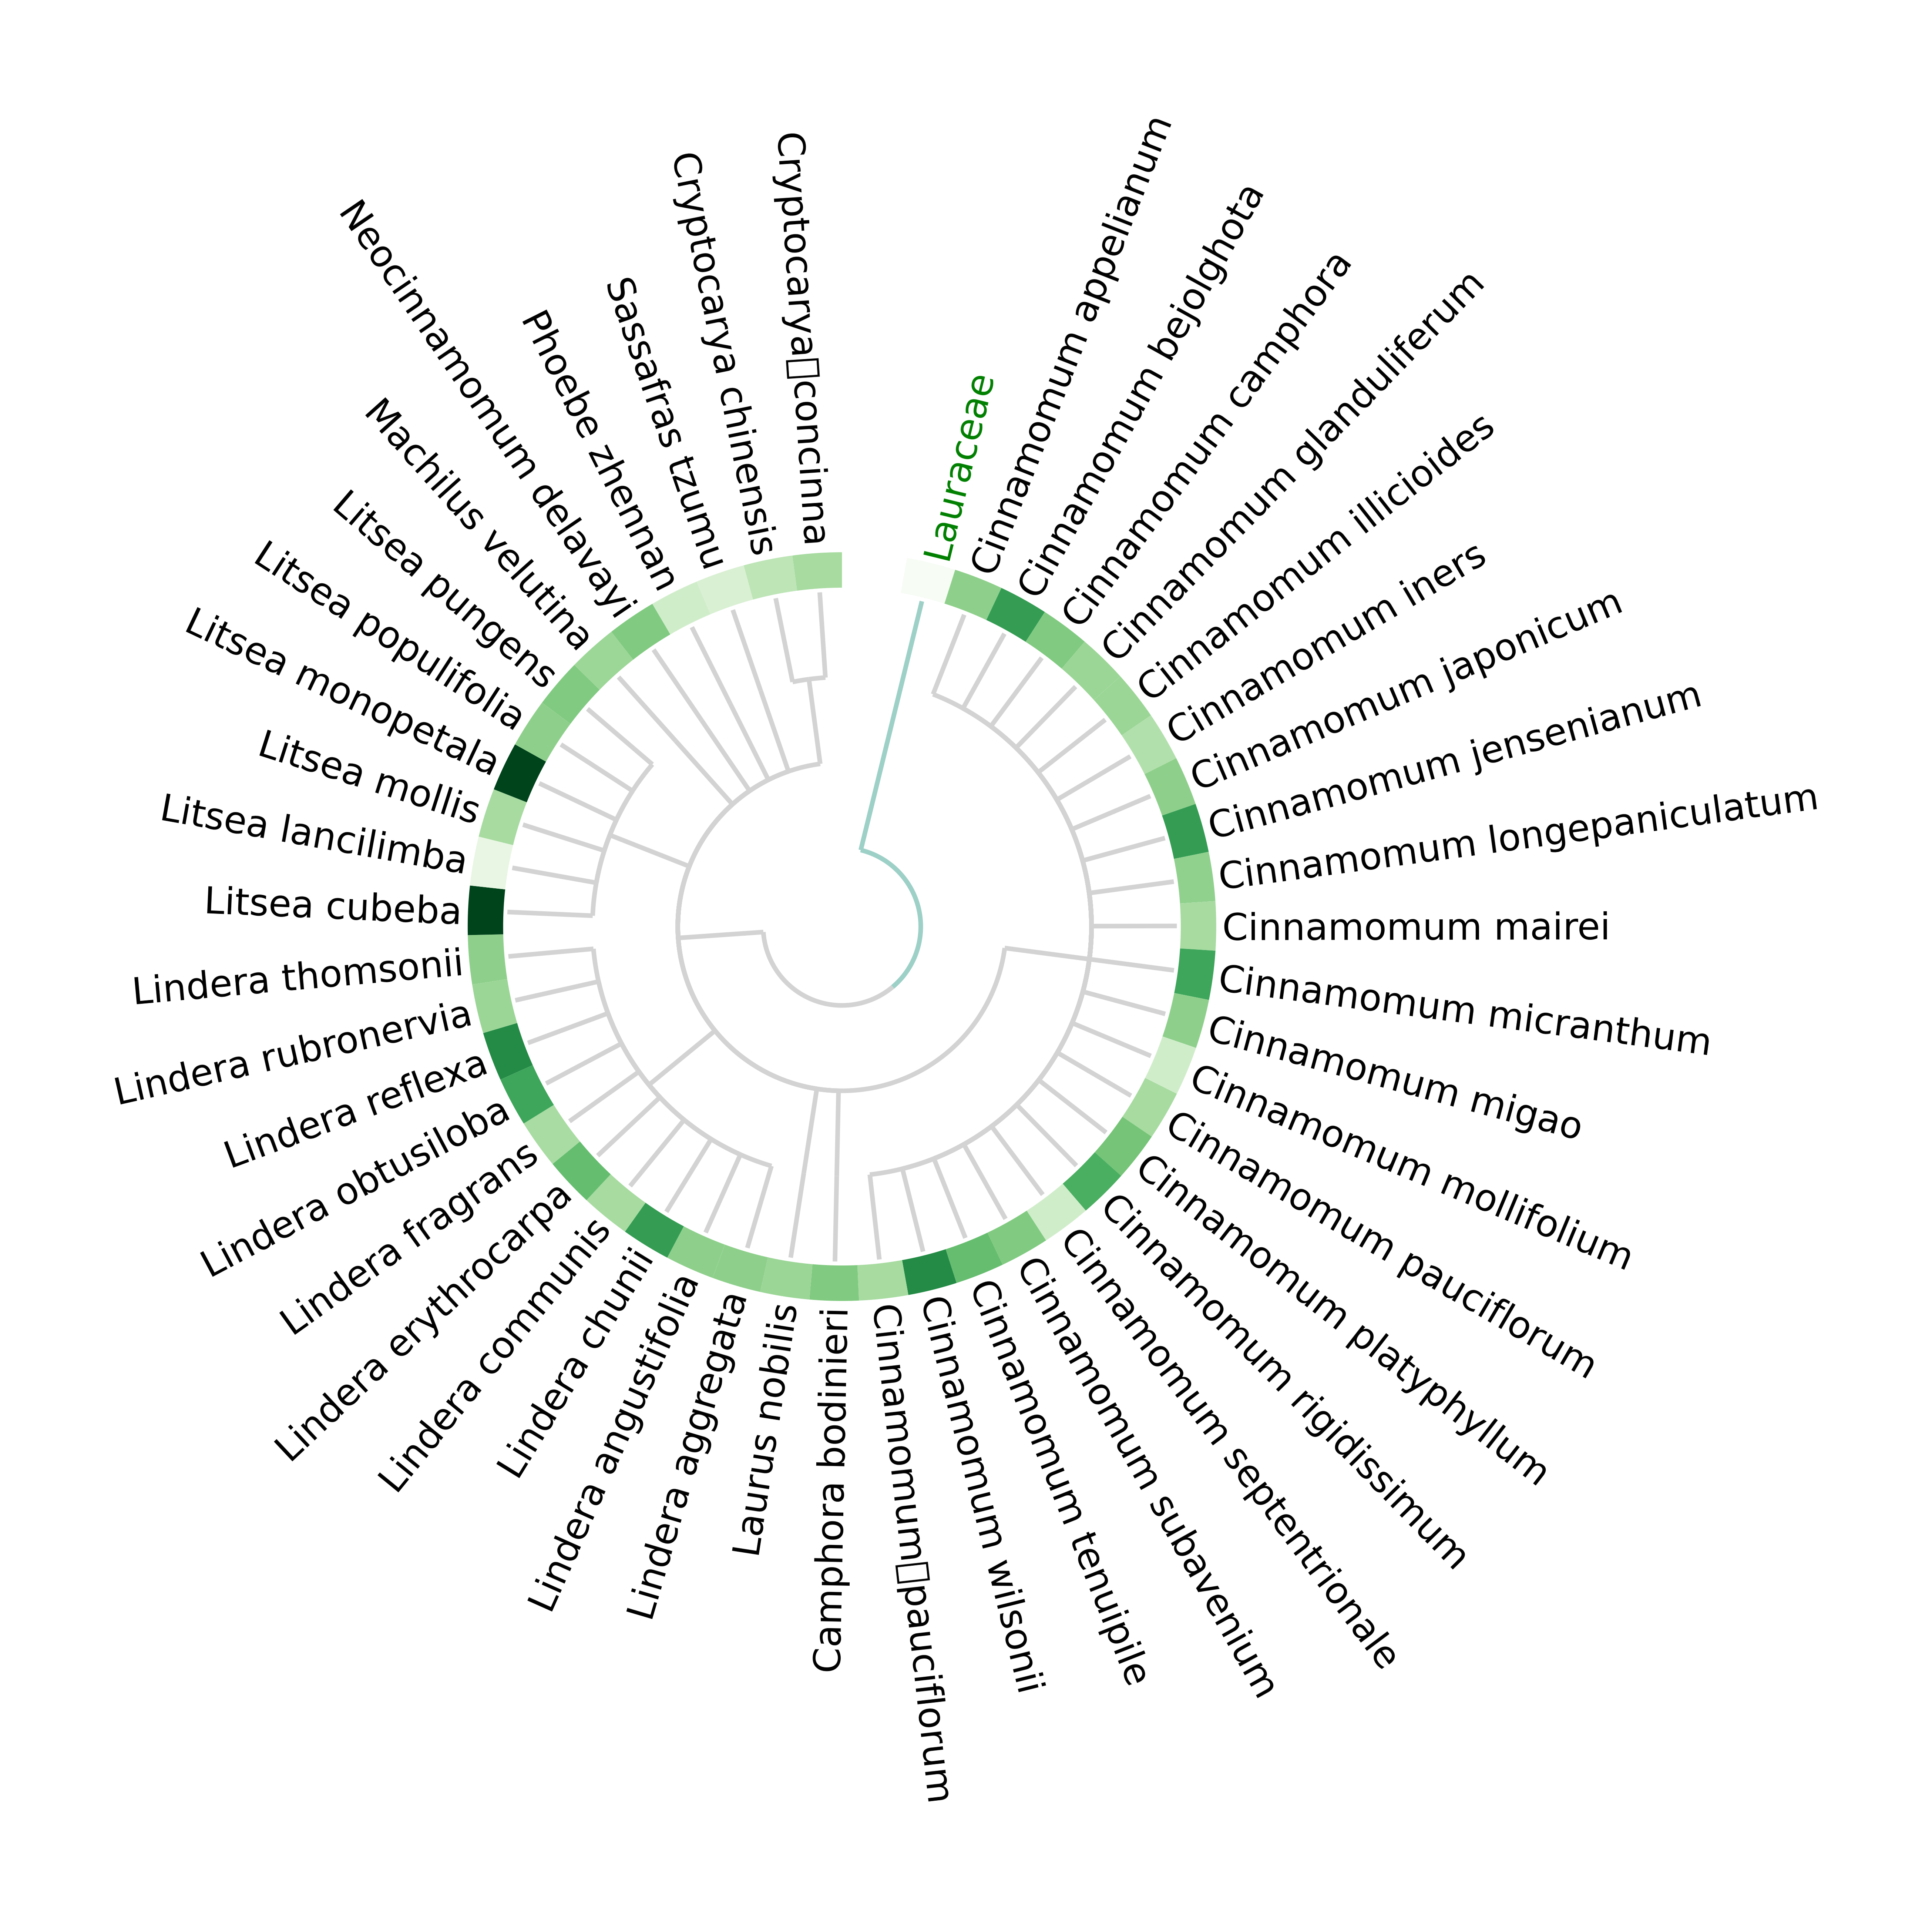 Lauraceae
Cinnamomum appelianum
Cinnamomum bejolghota
Cinnamomum camphora
Cinnamomum glanduliferum
Cinnamomum illicioides
Cinnamomum iners
Cinnamomum japonicum
Cinnamomum jensenianum
Cinnamomum longepaniculatum
Cinnamomum mairei
Cinnamomum micranthum
Cinnamomum migao
Cinnamomum mollifolium
Cinnamomum pauciflorum
Cinnamomum platyphyllum
Cinnamomum rigidissimum
Cinnamomum septentrionale
Cinnamomum subavenium
Cinnamomum tenuipile
Cinnamomum wilsonii
Cinnamomum□pauciflorum
Camphora bodinieri
Laurus nobilis
Lindera aggregata
Lindera angustifolia
Lindera chunii
Lindera communis
Lindera erythrocarpa
Lindera fragrans
Lindera obtusiloba
Lindera reflexa
Lindera rubronervia
Lindera thomsonii
Litsea cubeba
Litsea lancilimba
Litsea mollis
Litsea monopetala
Litsea populifolia
Litsea pungens
Machilus velutina
Neocinnamomum delavayi
Phoebe zhennan
Sassafras tzumu
Cryptocarya chinensis
Cryptocarya□concinna